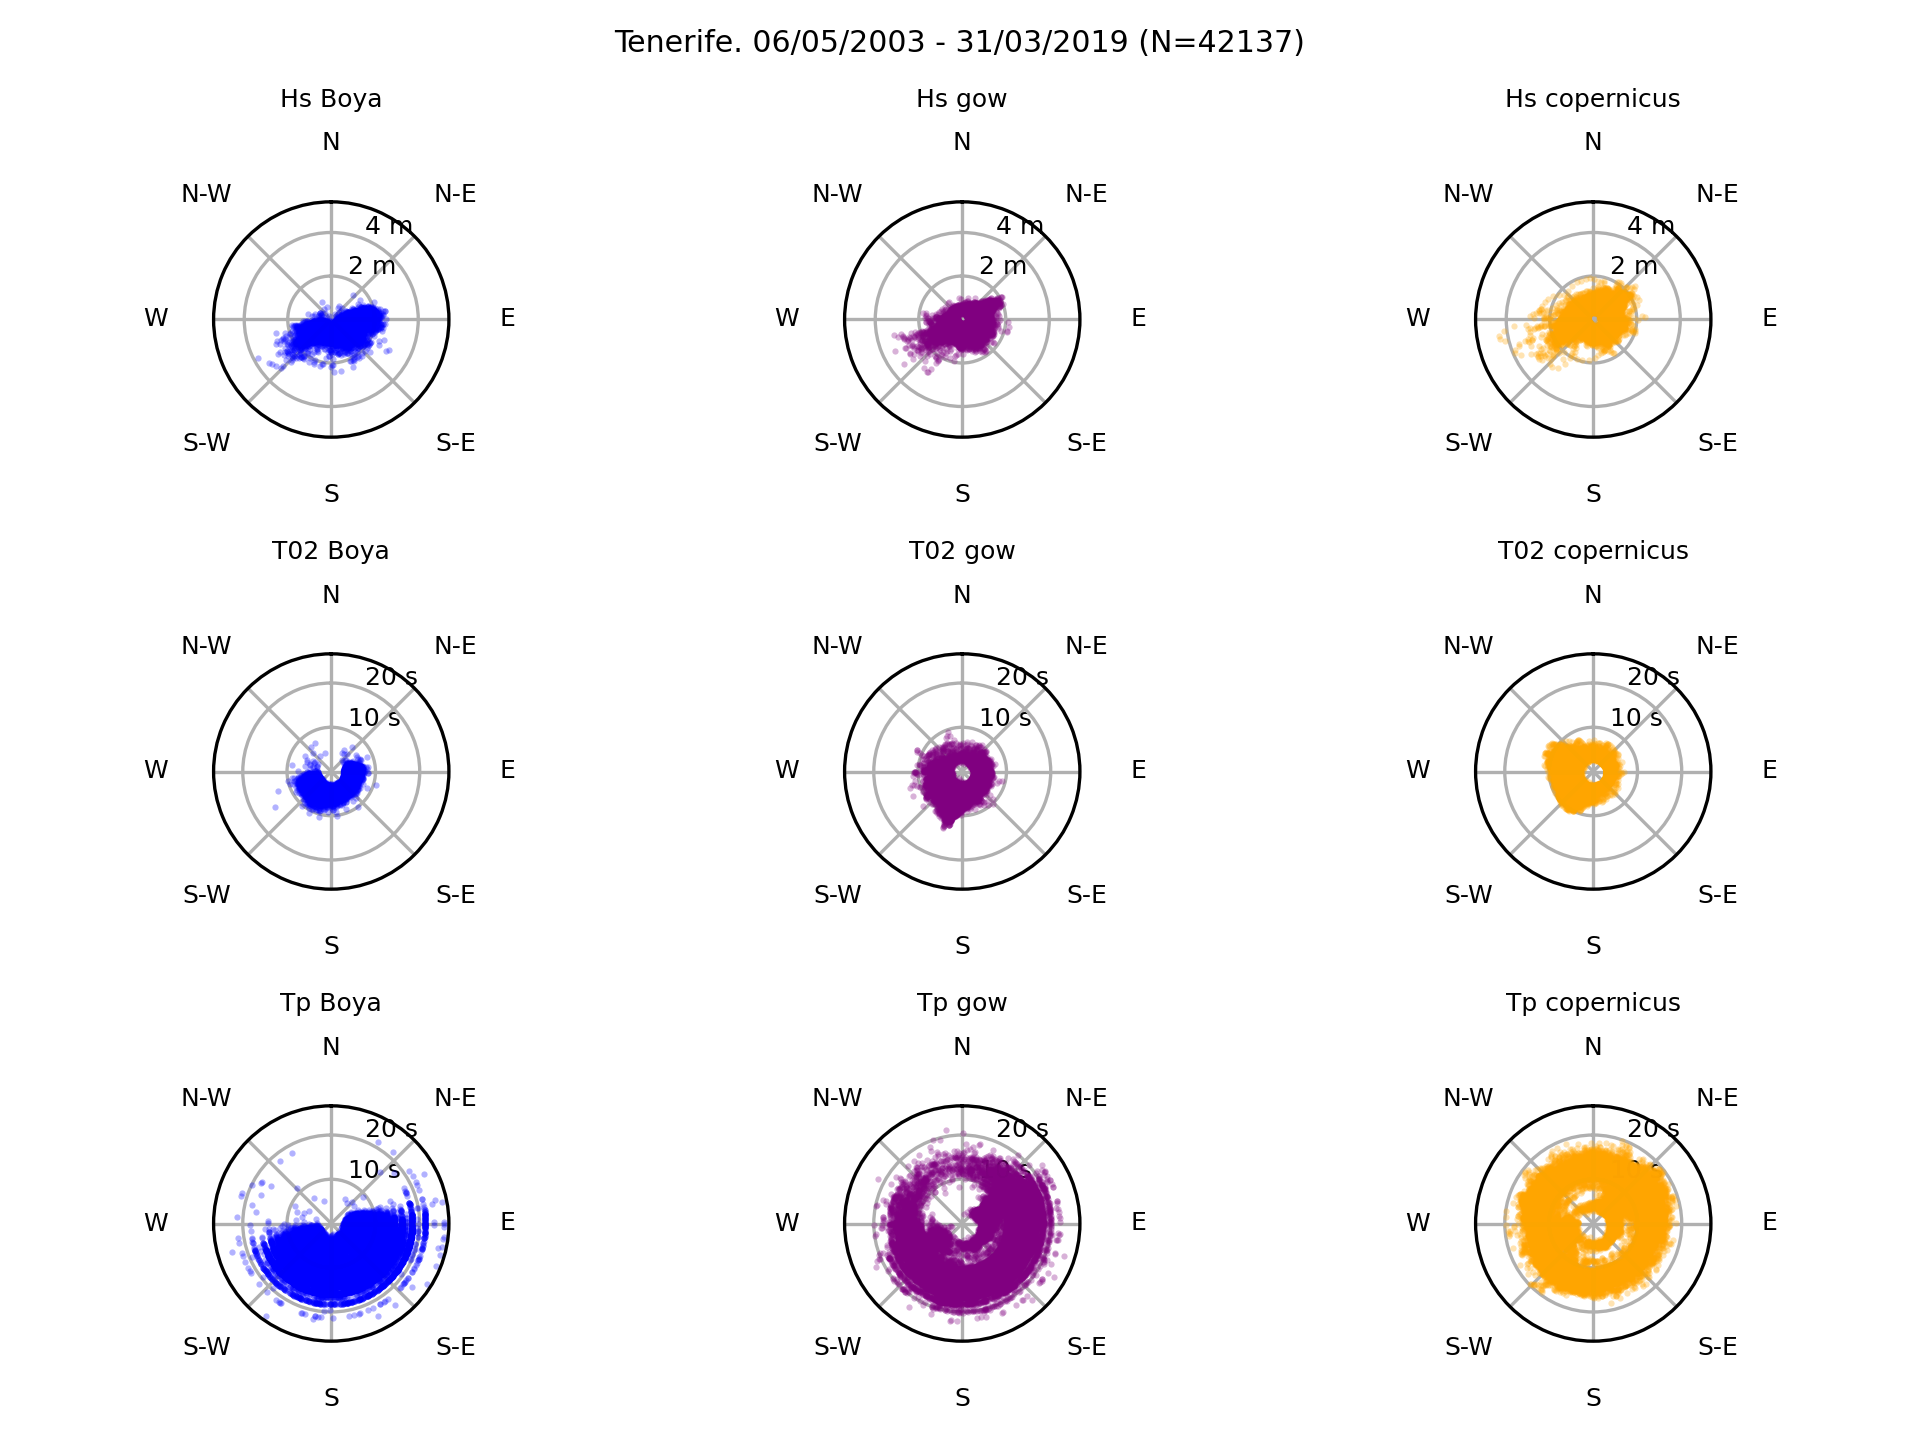 Tenerife. 06/05/2003 - 31/03/2019 (N=42137)
Hs Boya
N
N-W
N-E
4 m
2 m
W
E
S-W
S-E
S
Hs gow
N
N-W
N-E
4 m
2 m
W
E
S-W
S-E
S
Hs copernicus
N
N-W
N-E
4 m
2 m
W
E
S-W
S-E
S
T02 Boya
N
N-W
N-E
20 s
10 s
W
E
S-W
S-E
S
T02 gow
N
N-W
N-E
20 s
10 s
W
E
S-W
S-E
S
T02 copernicus
N
N-W
N-E
20 s
10 s
W
E
S-W
S-E
S
Tp Boya
N
N-W
N-E
20 s
10 s
W
E
S-W
S-E
S
Tp gow
N
N-W
N-E
20 s
W
E
S-W
S-E
S
Tp copernicus
N
N-W
N-E
20 s
W
E
S-W
S-E
S